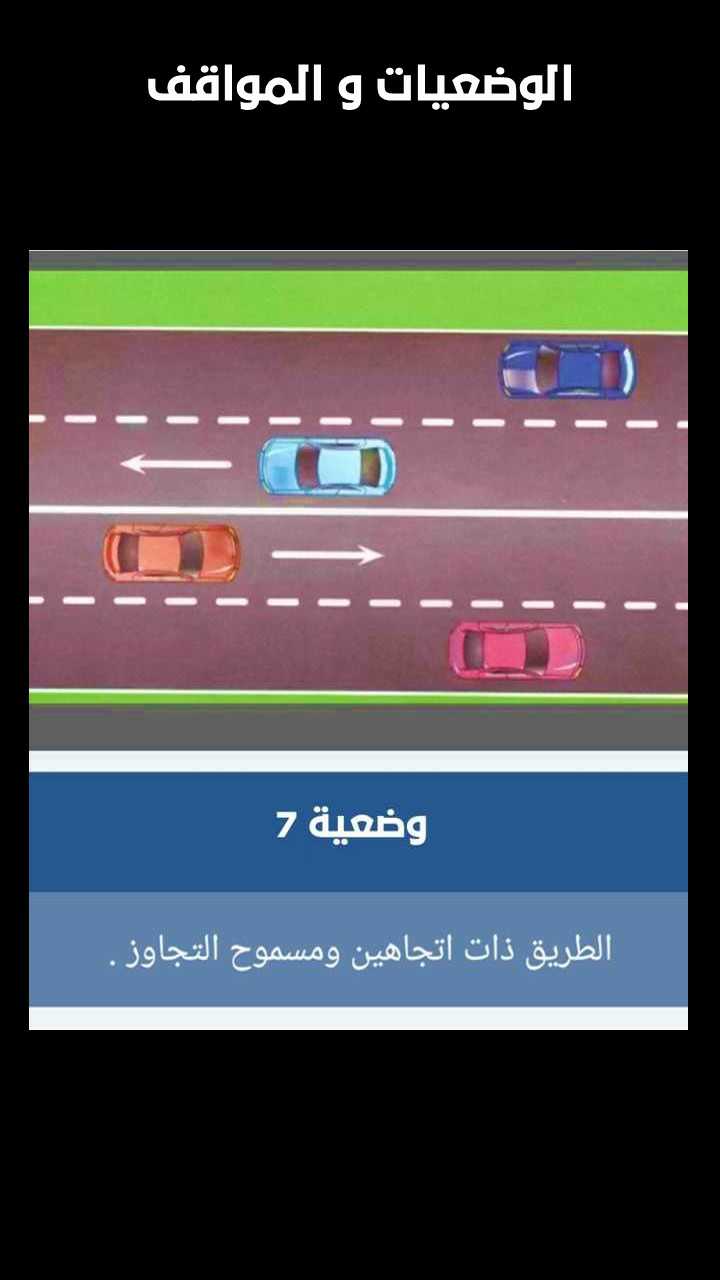 الوضعيات و المواقف
وضعية 7
الطريق ذات اتجاهين ومسموح التجاوز .